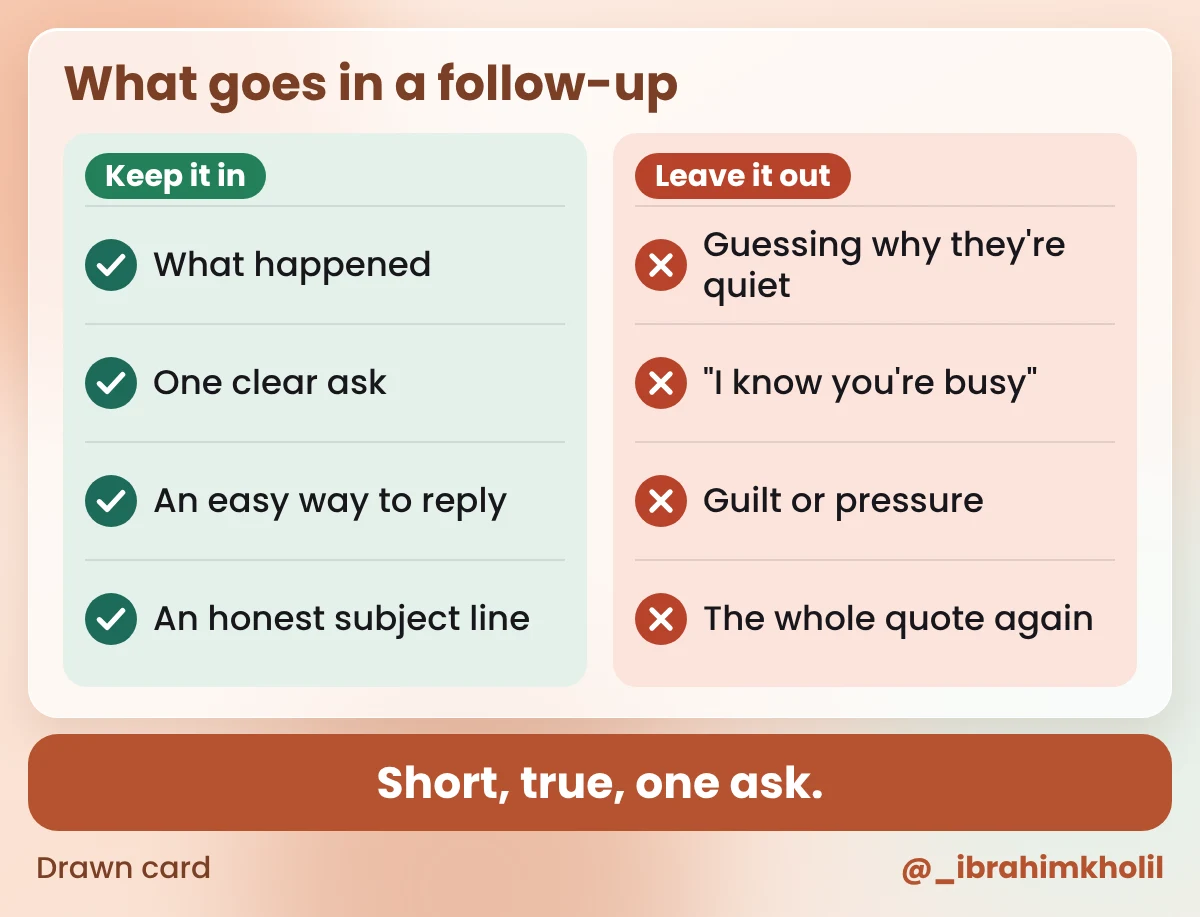 What goes in a follow-up
Keep it in
What happened
One clear ask
An easy way to reply
An honest subject line
Leave it out
Guessing why they're
quiet
"I know you're busy"
Guilt or pressure
The whole quote again
Short, true, one ask.
Drawn card
@_ibrahimkholil